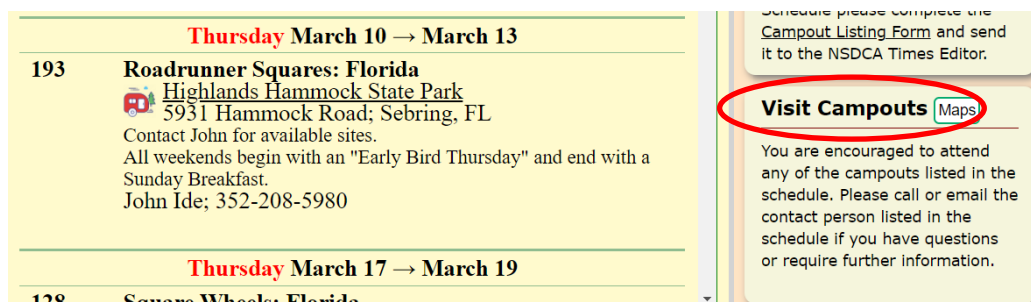 Thursday March 10 → March 13
193 Roadrunner Squares: Florida
Highlands Hammock State Park
5931 Hammock Road; Sebring, FL
Contact John for available sites.
All weekends begin with an "Early Bird Thursday" and end with a
Sunday Breakfast.
John Ide; 352-208-5980
Thursday March 17 → March 19
128 Square Wheels: Florida
Schedule please complete the
Campout Listing Form and send
it to the NSDCA Times Editor.
Visit Campouts Maps
You are encouraged to attend
any of the campouts listed in the
schedule. Please call or email the
contact person listed in the
schedule if you have questions
or require further information.